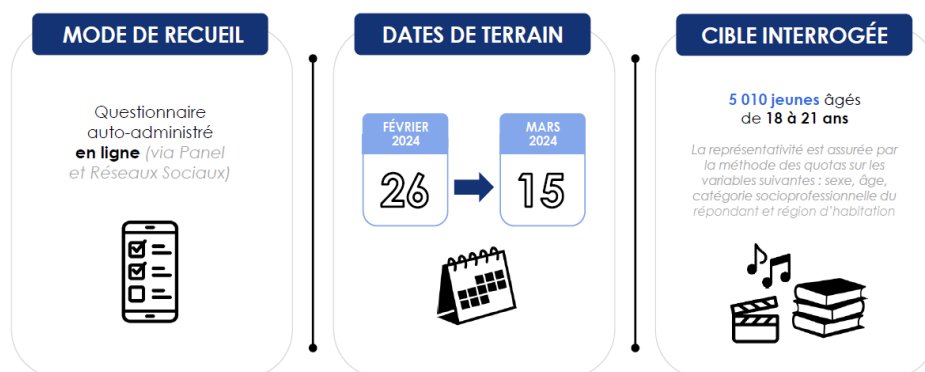 MODE DE RECUEIL
Questionnaire
auto-administré
en ligne (via Panel
et Réseaux Sociaux)
DATES DE TERRAIN
FÉVRIER
2024
26
MARS
2024
15
CIBLE INTERROGÉE
5 010 jeunes âgés
de 18 à 21 ans
La représentativité est assurée par
la méthode des quotas sur les
variables suivantes : sexe, âge,
catégorie socioprofessionnelle du
répondant et région d'habitation